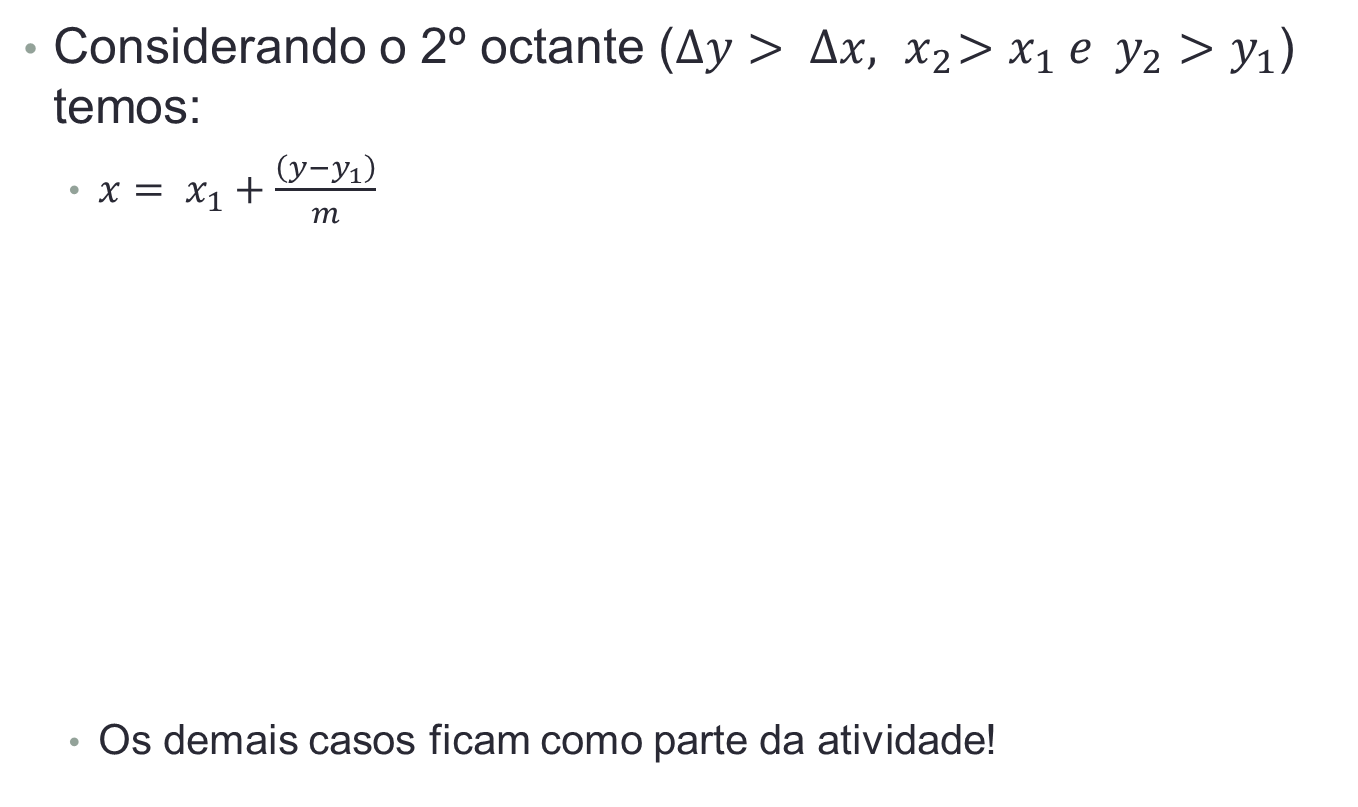 • Considerando o 2º octante (Δy > Δx, x₂ > x₁ e y₂ > y₁)
temos:
• x = x₁ + (y−y₁)/m
• Os demais casos ficam como parte da atividade!